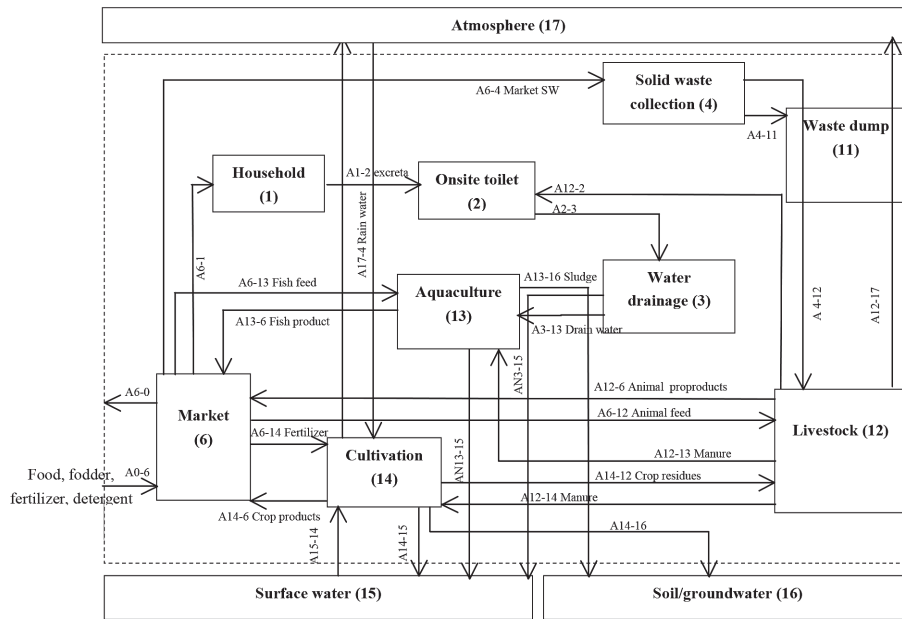 Atmosphere (17)
A6-4 Market SW
Solid waste
collection (4)
A4-11
Waste dump
(11)
Household
(1)
A1-2 excreta
Onsite toilet
(2)
A12-2
A2-3
A17-4 Rain water
A6-1
A6-13 Fish feed
Aquaculture
(13)
A13-16 Sludge
Water
drainage (3)
A 4-12
A12-17
A13-6 Fish product
A3-13 Drain water
AN3-15
A6-0
Market
(6)
A12-6 Animal proproducts
A6-12 Animal feed
A6-14 Fertilizer
Livestock (12)
Cultivation
(14)
AN13-15
A12-13 Manure
A0-6
Food, fodder,
fertilizer, detergent
A14-12 Crop residues
A12-14 Manure
A14-6 Crop products
A15-14
A14-15
A14-16
Surface water (15)
Soil/groundwater (16)